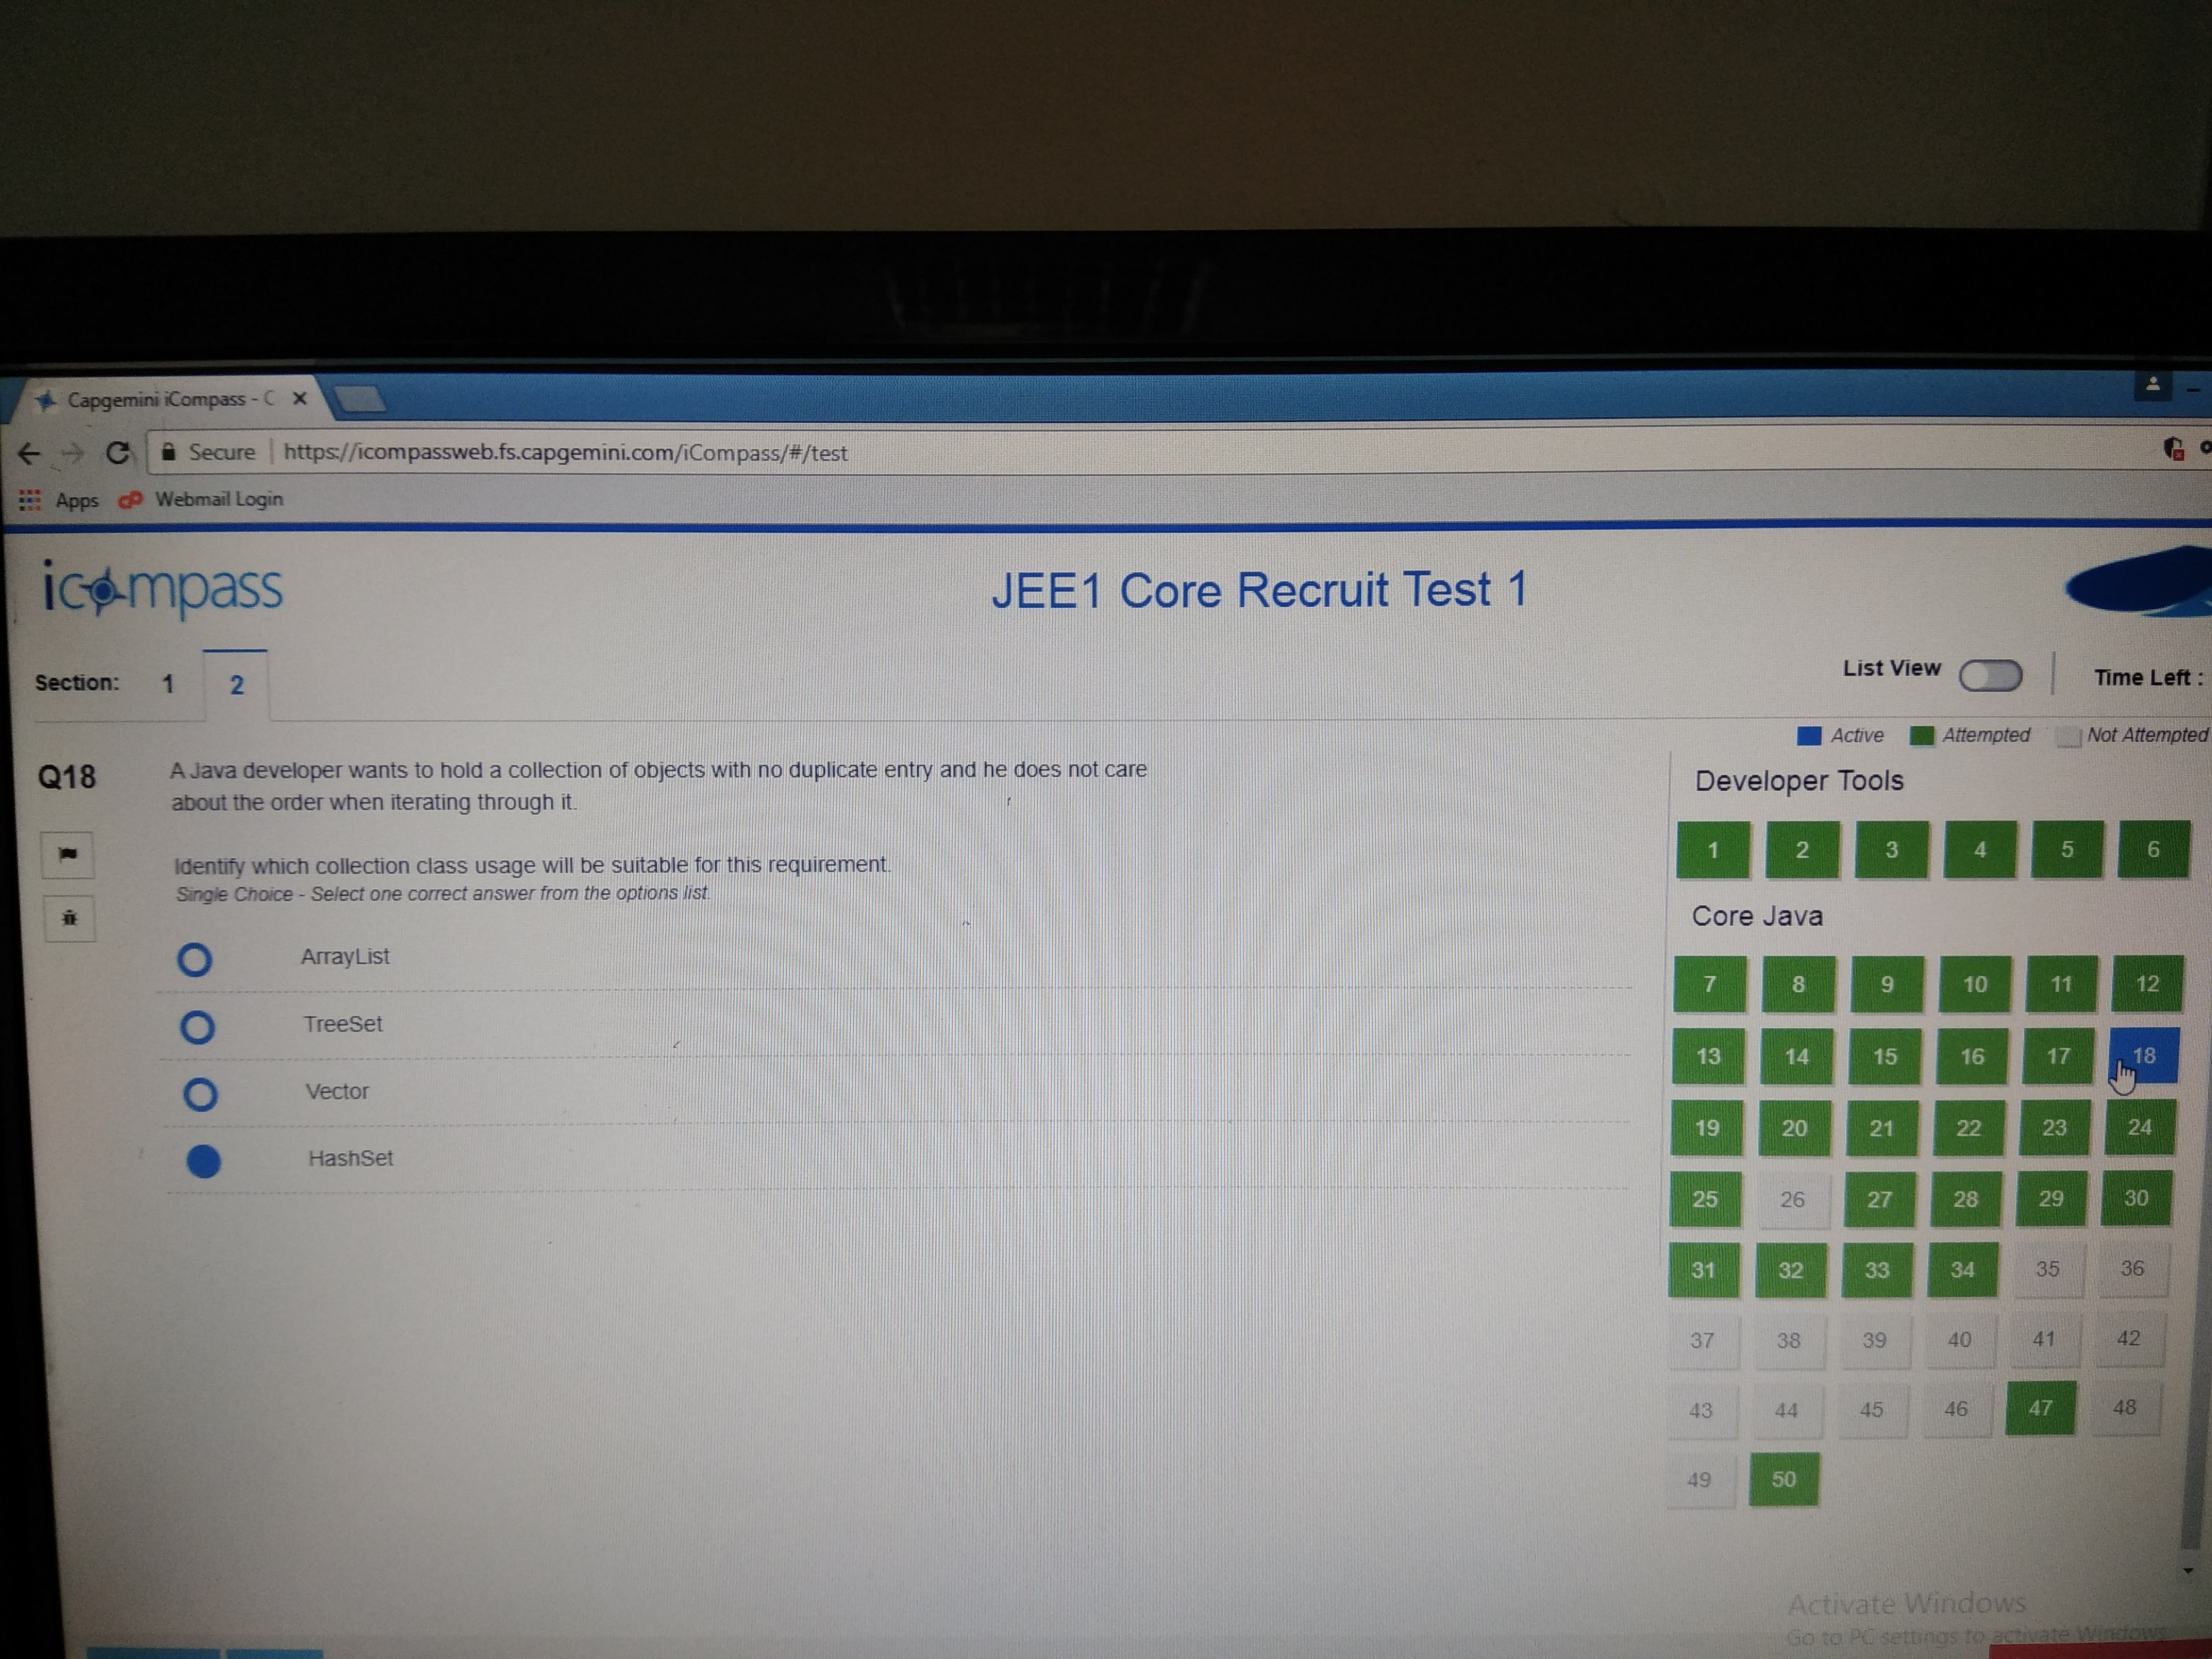 Capgemini iCompass - C
Secure https://icompassweb.fs.capgemini.com/iCompass/#/test
Apps Webmail Login
icompass
JEE1 Core Recruit Test 1
Section: 1 2
List View
Time Left :
Active Attempted Not Attempted
Q18
A Java developer wants to hold a collection of objects with no duplicate entry and he does not care
about the order when iterating through it.
Identify which collection class usage will be suitable for this requirement.
Single Choice - Select one correct answer from the options list.
ArrayList
TreeSet
Vector
HashSet
Developer Tools
1 2 3 4 5 6
Core Java
7 8 9 10 11 12
13 14 15 16 17 18
19 20 21 22 23 24
25 26 27 28 29 30
31 32 33 34 35 36
37 38 39 40 41 42
43 44 45 46 47 48
49 50
Activate Windows
Go to PC settings to activate Windows